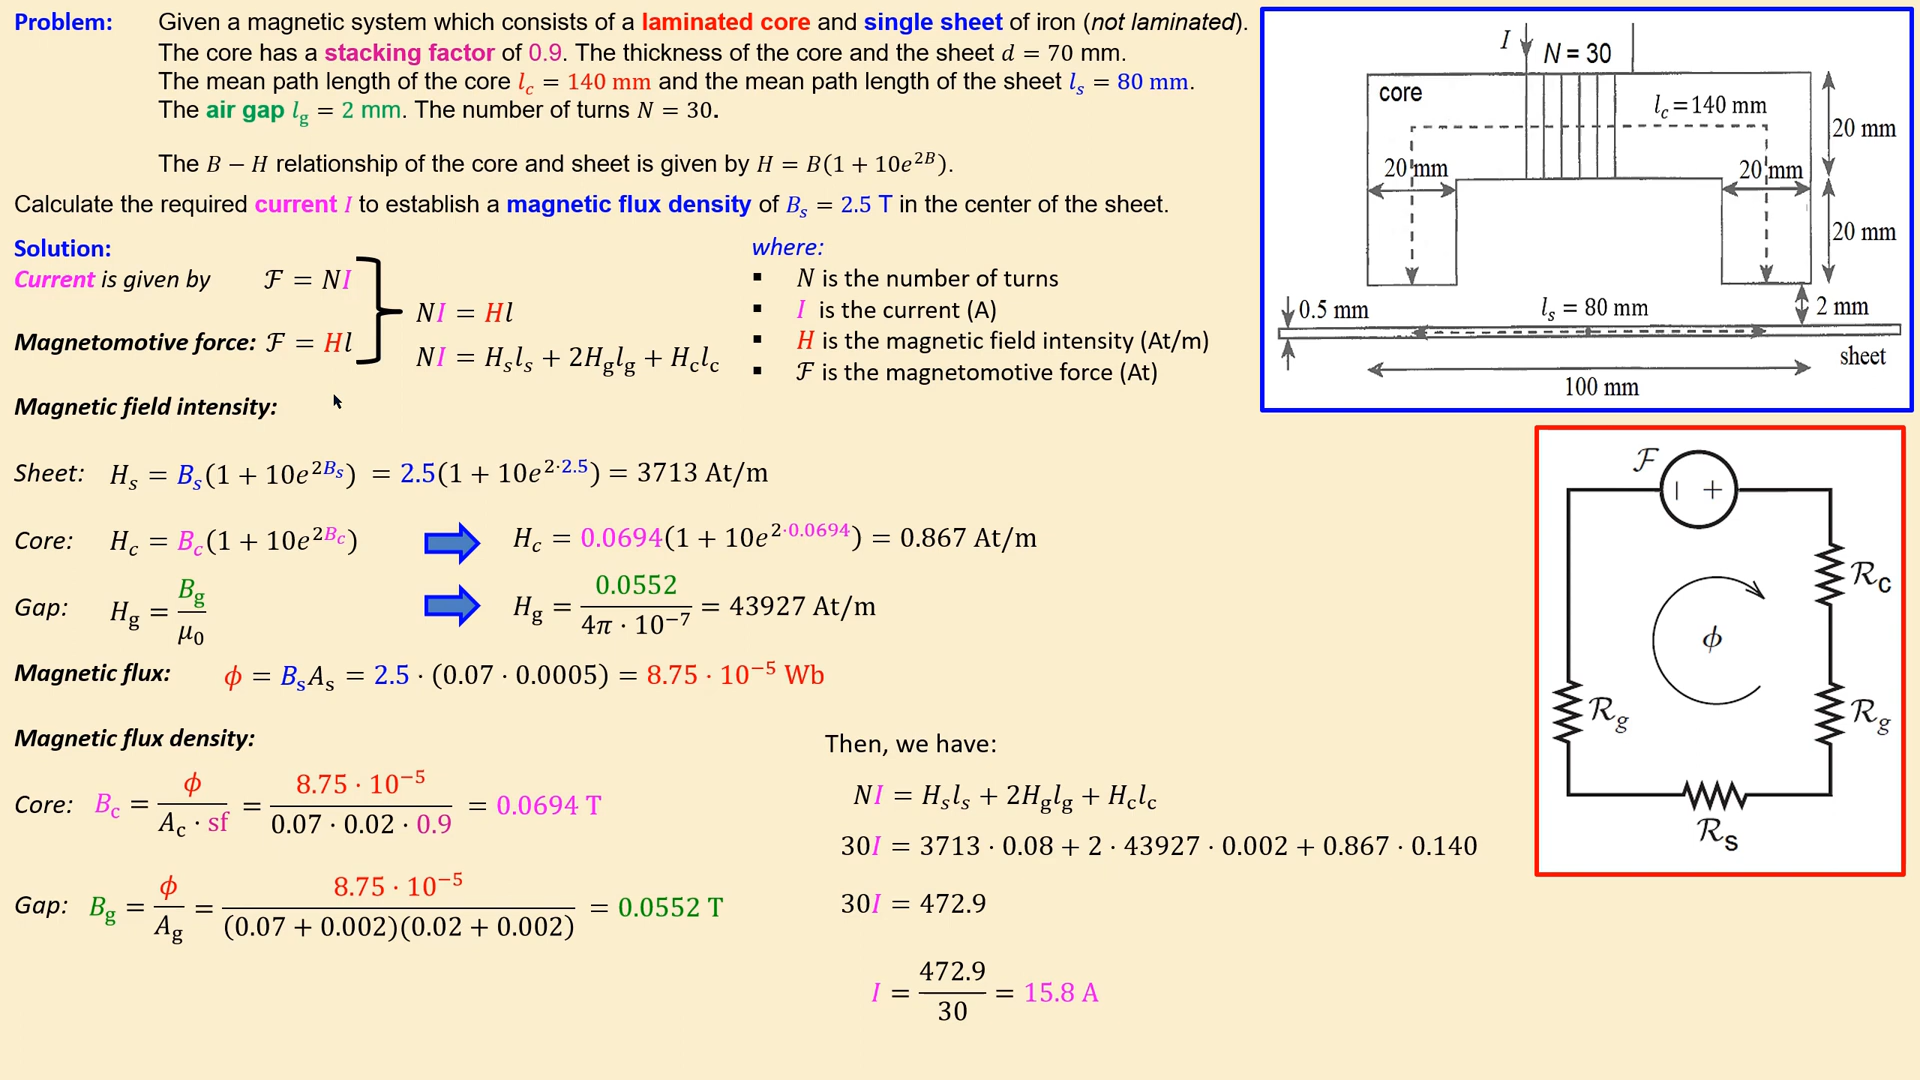 Problem: Given a magnetic system which consists of a laminated core and single sheet of iron (not laminated).
The core has a stacking factor of 0.9. The thickness of the core and the sheet d = 70 mm.
The mean path length of the core l_c = 140 mm and the mean path length of the sheet l_s = 80 mm.
The air gap l_g = 2 mm. The number of turns N = 30.
The B − H relationship of the core and sheet is given by H = B(1 + 10e^{2B}).
Calculate the required current I to establish a magnetic flux density of B_s = 2.5 T in the center of the sheet.
Solution:
Current is given by ℱ = NI
Magnetomotive force: ℱ = Hl
NI = Hl
NI = H_s l_s + 2H_g l_g + H_c l_c
where:
▪ N is the number of turns
▪ I is the current (A)
▪ H is the magnetic field intensity (At/m)
▪ ℱ is the magnetomotive force (At)
Magnetic field intensity:
Sheet: H_s = B_s(1 + 10e^{2B_s}) = 2.5(1 + 10e^{2·2.5}) = 3713 At/m
Core: H_c = B_c(1 + 10e^{2B_c}) H_c = 0.0694(1 + 10e^{2·0.0694}) = 0.867 At/m
Gap: H_g = B_g / μ_0 H_g = 0.0552 / 4π · 10^{−7} = 43927 At/m
Magnetic flux: ϕ = B_s A_s = 2.5 · (0.07 · 0.0005) = 8.75 · 10^{−5} Wb
Magnetic flux density:
Core: B_c = ϕ / A_c · sf = 8.75 · 10^{−5} / 0.07 · 0.02 · 0.9 = 0.0694 T
Gap: B_g = ϕ / A_g = 8.75 · 10^{−5} / (0.07 + 0.002)(0.02 + 0.002) = 0.0552 T
Then, we have:
NI = H_s l_s + 2H_g l_g + H_c l_c
30I = 3713 · 0.08 + 2 · 43927 · 0.002 + 0.867 · 0.140
30I = 472.9
I = 472.9 / 30 = 15.8 A
I N = 30
core
l_c = 140 mm
20 mm
20 mm
20 mm
20 mm
0.5 mm
l_s = 80 mm
2 mm
sheet
100 mm
ℱ
| +
ℛ_c
ϕ
ℛ_g
ℛ_g
ℛ_s